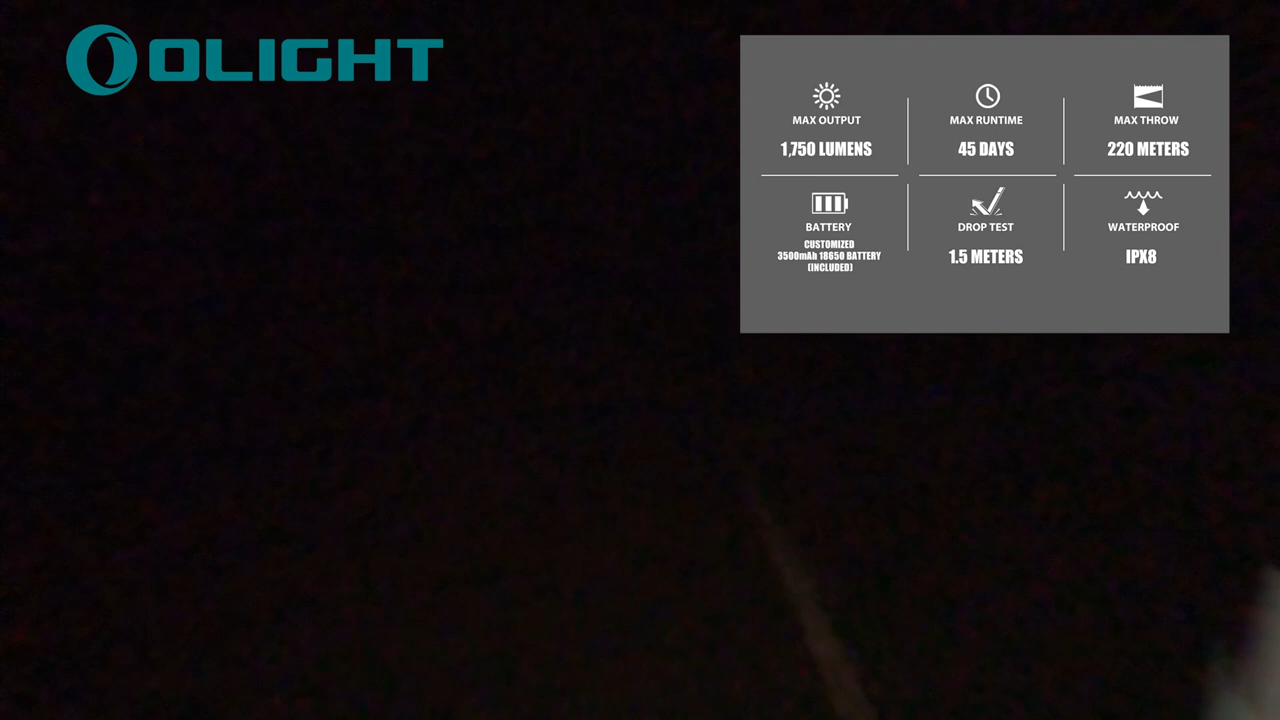 OLIGHT
MAX OUTPUT
1,750 LUMENS
MAX RUNTIME
45 DAYS
MAX THROW
220 METERS
BATTERY
CUSTOMIZED
3500mAh 18650 BATTERY
(INCLUDED)
DROP TEST
1.5 METERS
WATERPROOF
IPX8